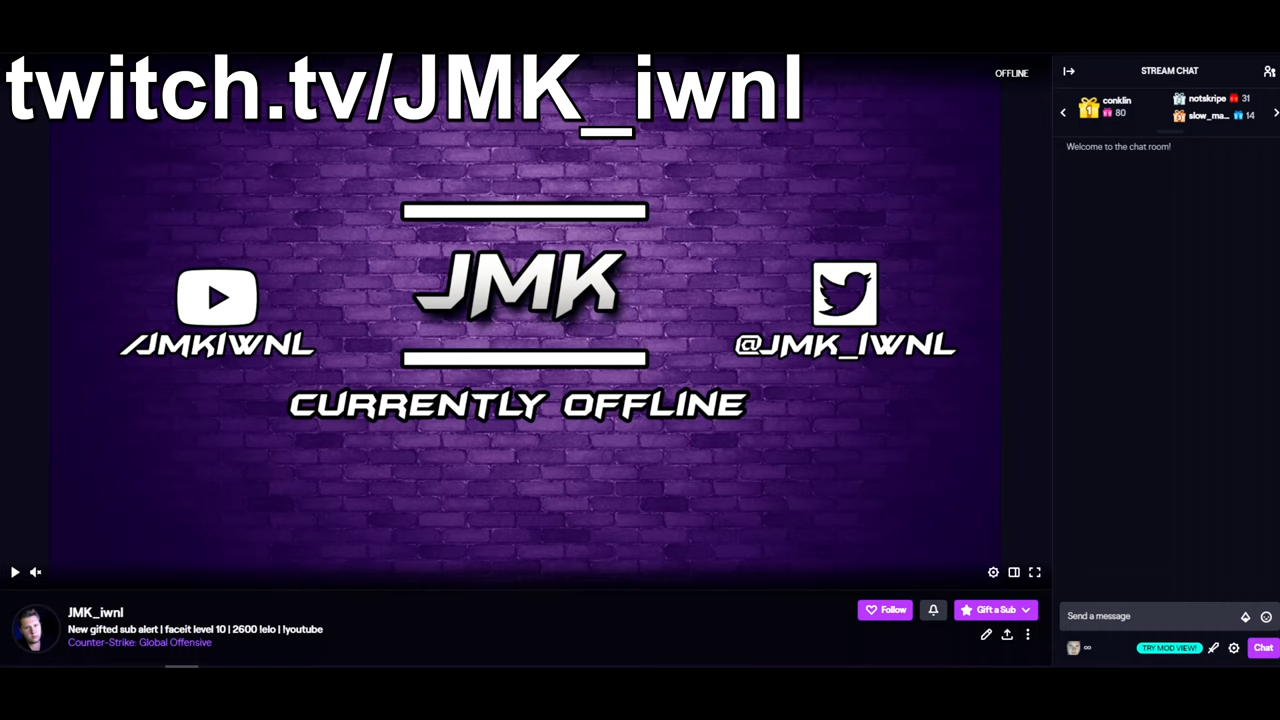 twitch.tv/JMK_iwnl
OFFLINE
STREAM CHAT
conklin
80
notskripe 31
slow_ma... 14
Welcome to the chat room!
JMK
/JMKIWNL
@JMK_IWNL
CURRENTLY OFFLINE
JMK_iwnl
New gifted sub alert | faceit level 10 | 2600 !elo | !youtube
Counter-Strike: Global Offensive
Follow
Gift a Sub
Send a message
TRY MOD VIEW!
Chat